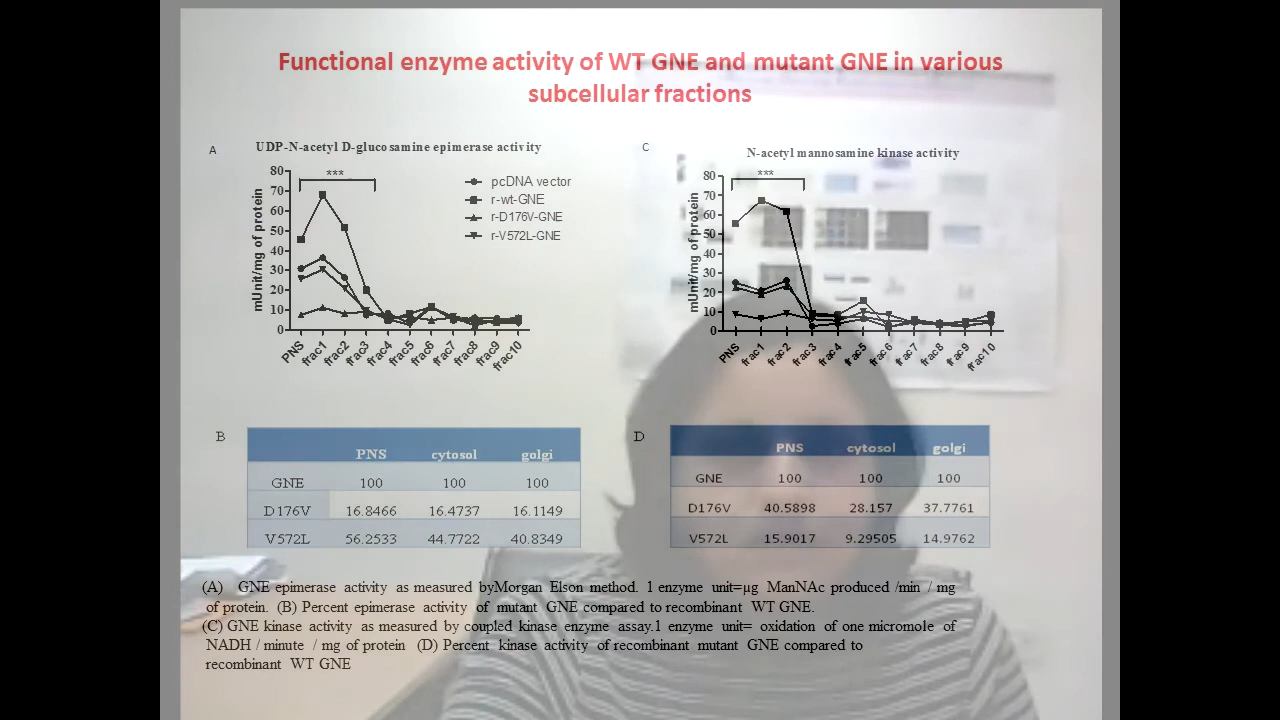 Functional enzyme activity of WT GNE and mutant GNE in various
subcellular fractions
A
UDP-N-acetyl D-glucosamine epimerase activity
mUnit/mg of protein
80
70
60
50
40
30
20
10
0
***
PNS
frac1
frac2
frac3
frac4
frac5
frac6
frac7
frac8
frac9
frac10
pcDNA vector
r-wt-GNE
r-D176V-GNE
r-V572L-GNE
C
N-acetyl mannosamine kinase activity
mUnit/mg of protein
80
70
60
50
40
30
20
10
0
***
PNS
frac1
frac2
frac3
frac4
frac5
frac6
frac7
frac8
frac9
frac10
B
PNS cytosol golgi
GNE 100 100 100
D176V 16.8466 16.4737 16.1149
V572L 56.2533 44.7722 40.8349
D
PNS cytosol golgi
GNE 100 100 100
D176V 40.5898 28.157 37.7761
V572L 15.9017 9.29505 14.9762
(A) GNE epimerase activity as measured byMorgan Elson method. 1 enzyme unit=µg ManNAc produced /min / mg
of protein. (B) Percent epimerase activity of mutant GNE compared to recombinant WT GNE.
(C) GNE kinase activity as measured by coupled kinase enzyme assay.1 enzyme unit= oxidation of one micromole of
NADH / minute / mg of protein (D) Percent kinase activity of recombinant mutant GNE compared to
recombinant WT GNE